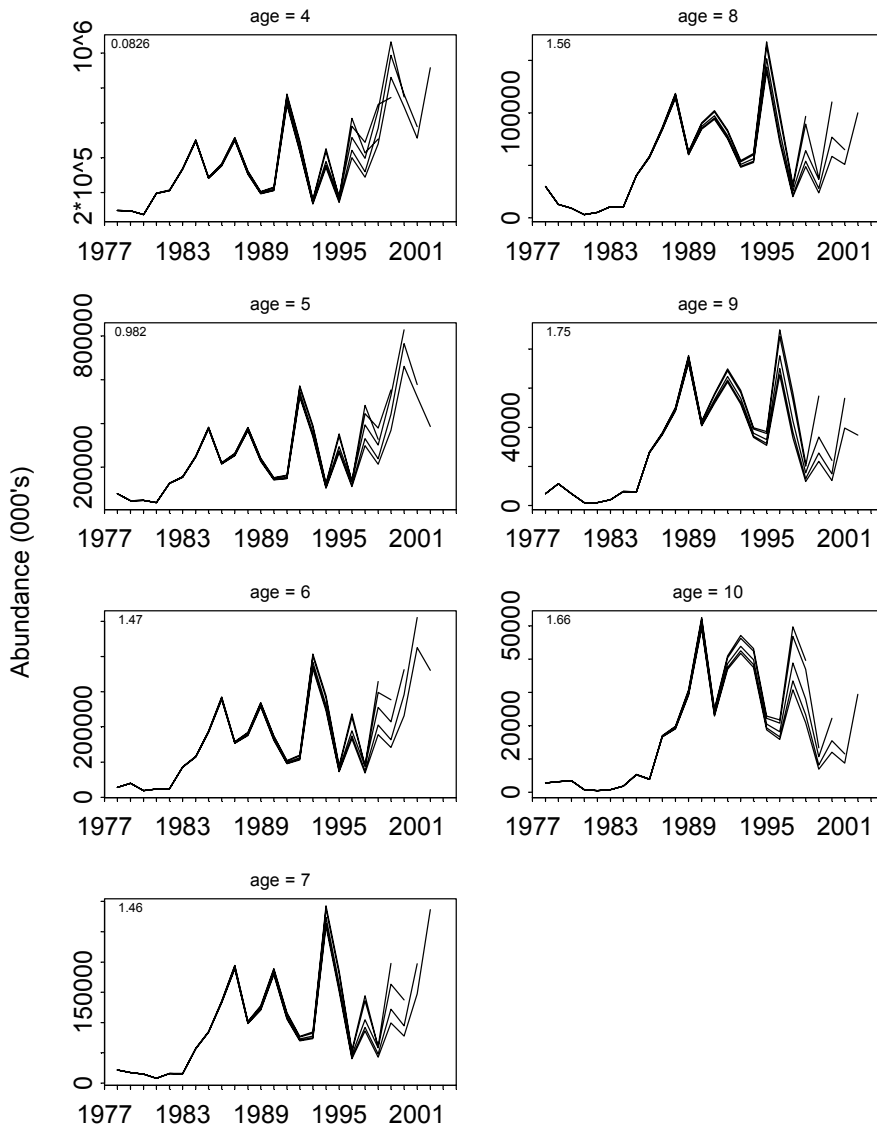 Abundance (000's)
age = 4
0.0826
10^6
2*10^5
1977 1983 1989 1995 2001
age = 5
0.982
800000
200000
1977 1983 1989 1995 2001
age = 6
1.47
200000
0
1977 1983 1989 1995 2001
age = 7
1.46
150000
0
1977 1983 1989 1995 2001
age = 8
1.56
100000
0
1977 1983 1989 1995 2001
age = 9
1.75
40000
0
1977 1983 1989 1995 2001
age = 10
1.66
50000
20000
0
1977 1983 1989 1995 2001